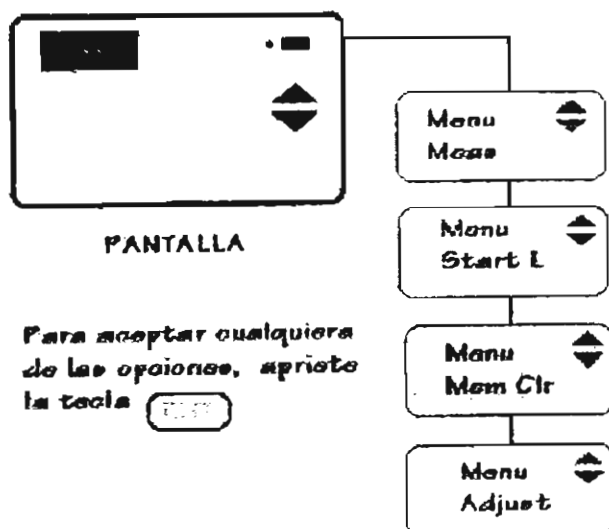 PANTALLA
Para aceptar cualquiera
de las opciones, apriete
la tecla
Menu
Meas
Menu
Start L
Menu
Mem Clr
Menu
Adjust